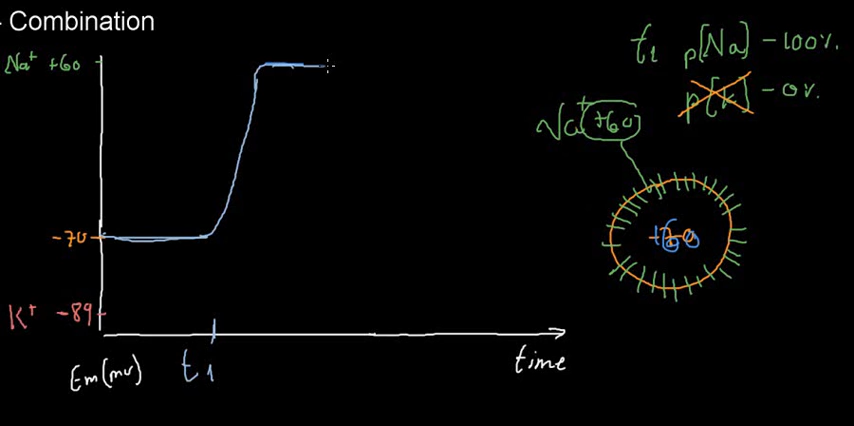 - Combination
Na⁺ +60
-70
K⁺ -89
Em(mv)
t₁
time
t₁ p[Na] - 100%.
p[K] - 0%.
Na⁺ +60
+60